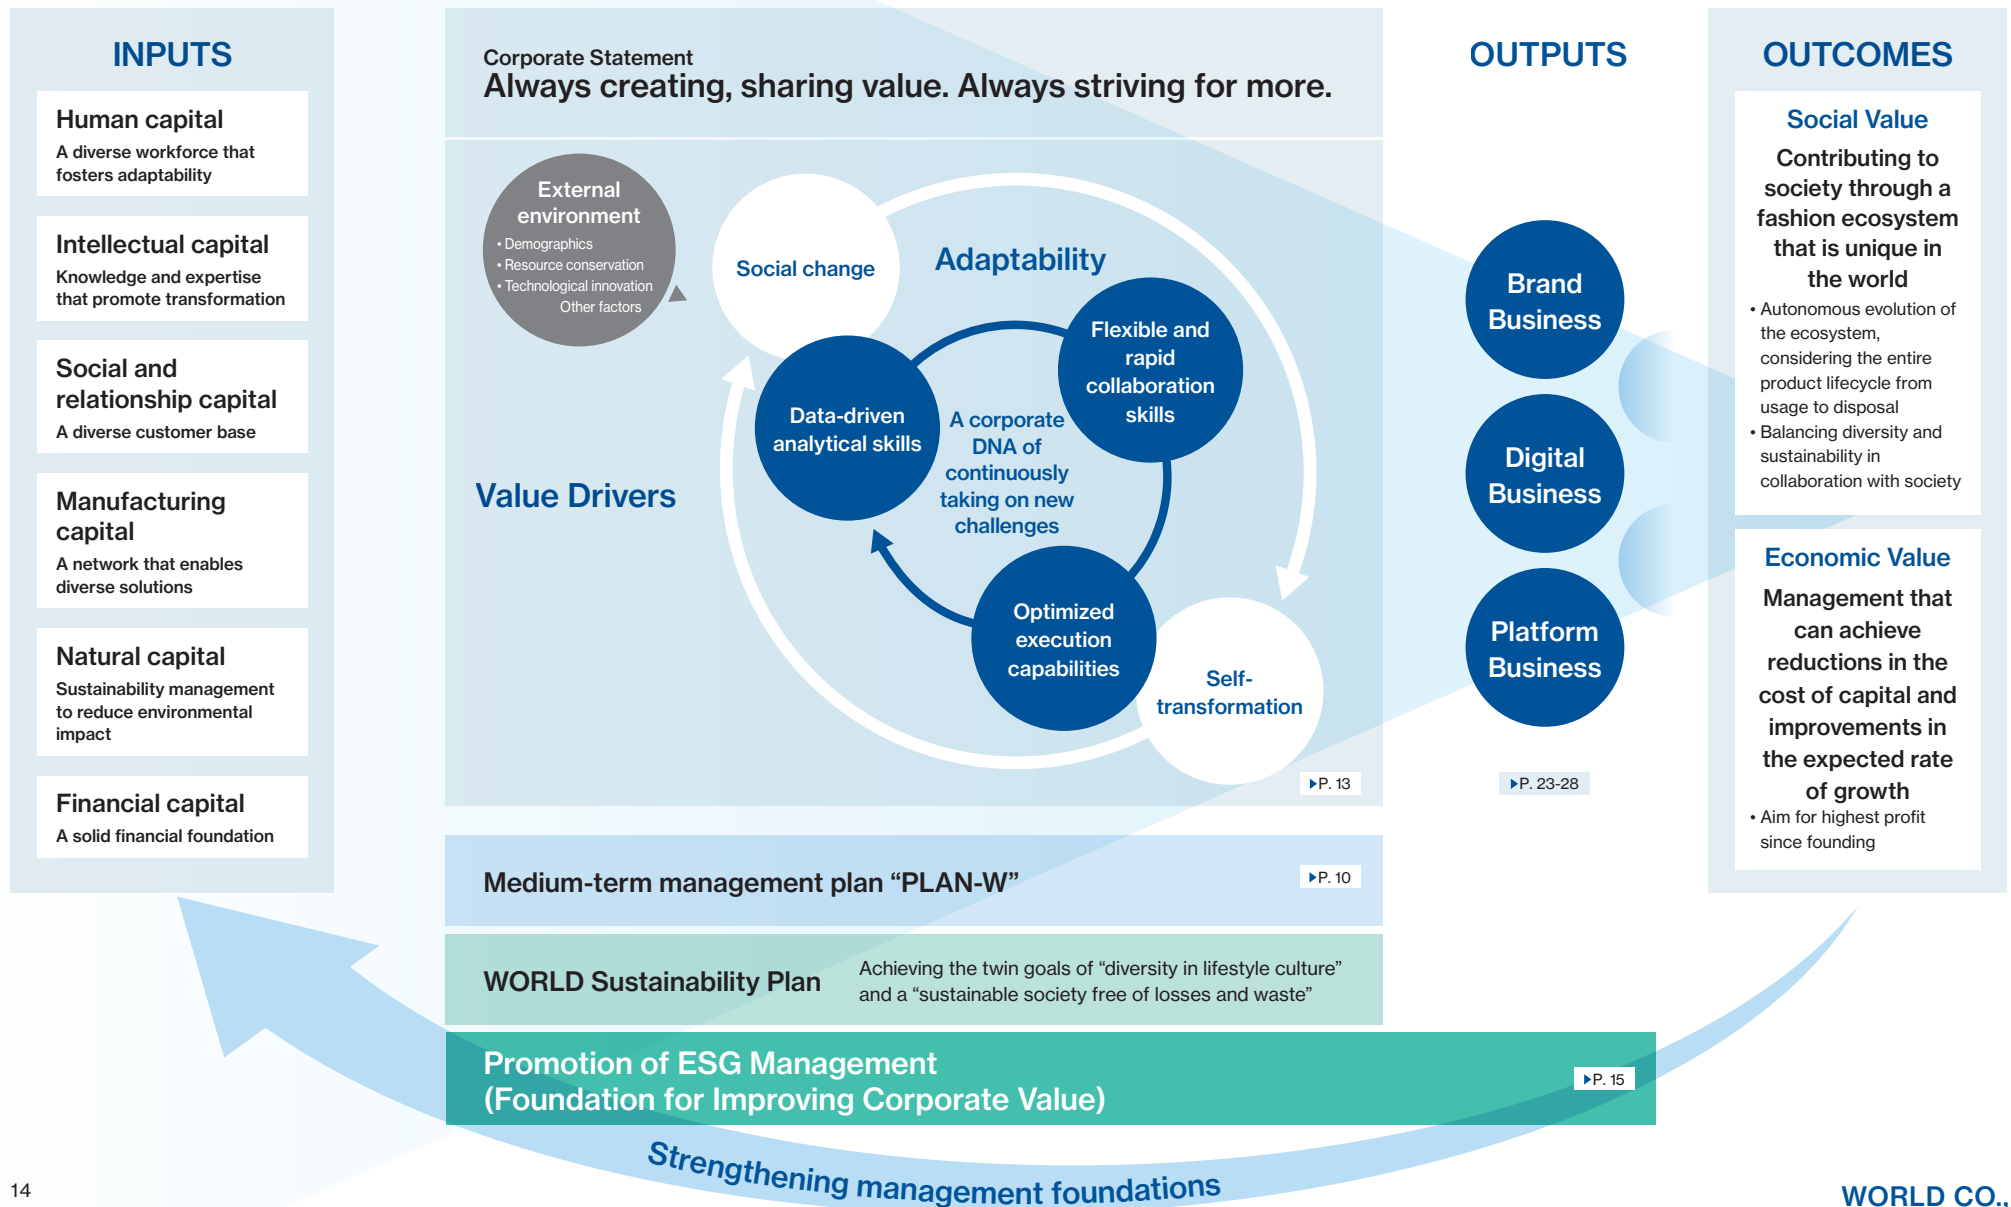 INPUTS
Human capital
A diverse workforce that
fosters adaptability
Intellectual capital
Knowledge and expertise
that promote transformation
Social and
relationship capital
A diverse customer base
Manufacturing
capital
A network that enables
diverse solutions
Natural capital
Sustainability management
to reduce environmental
impact
Financial capital
A solid financial foundation
Corporate Statement
Always creating, sharing value. Always striving for more.
External
environment
• Demographics
• Resource conservation
• Technological innovation
Other factors
Value Drivers
Social change
Adaptability
Flexible and
rapid
collaboration
skills
Data-driven
analytical skills
A corporate
DNA of
continuously
taking on new
challenges
Optimized
execution
capabilities
Self-
transformation
P. 13
Medium-term management plan “PLAN-W”
P. 10
WORLD Sustainability Plan
Achieving the twin goals of “diversity in lifestyle culture”
and a “sustainable society free of losses and waste”
Promotion of ESG Management
(Foundation for Improving Corporate Value)
P. 15
Strengthening management foundations
OUTPUTS
Brand
Business
Digital
Business
Platform
Business
P. 23-28
OUTCOMES
Social Value
Contributing to
society through a
fashion ecosystem
that is unique in
the world
• Autonomous evolution of
the ecosystem,
considering the entire
product lifecycle from
usage to disposal
• Balancing diversity and
sustainability in
collaboration with society
Economic Value
Management that
can achieve
reductions in the
cost of capital and
improvements in
the expected rate
of growth
• Aim for highest profit
since founding
14
WORLD CO.,